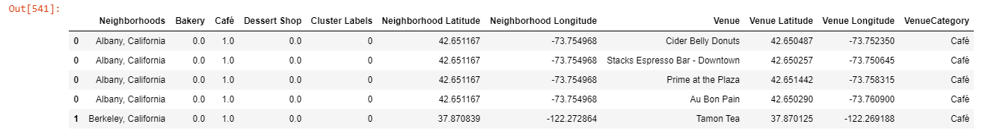 Out[541]:
Neighborhoods Bakery Café Dessert Shop Cluster Labels Neighborhood Latitude Neighborhood Longitude Venue Venue Latitude Venue Longitude VenueCategory
0 Albany, California 0.0 1.0 0.0 0 42.651167 -73.754968 Cider Belly Donuts 42.650487 -73.752350 Café
0 Albany, California 0.0 1.0 0.0 0 42.651167 -73.754968 Stacks Espresso Bar - Downtown 42.650257 -73.750645 Café
0 Albany, California 0.0 1.0 0.0 0 42.651167 -73.754968 Prime at the Plaza 42.651442 -73.758315 Café
0 Albany, California 0.0 1.0 0.0 0 42.651167 -73.754968 Au Bon Pain 42.650290 -73.760900 Café
1 Berkeley, California 0.0 1.0 0.0 0 37.870839 -122.272864 Tamon Tea 37.870125 -122.269188 Café